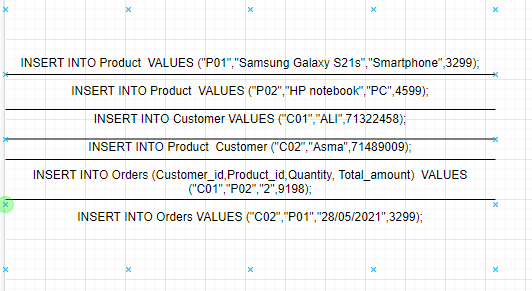 INSERT INTO Product  VALUES ("P01","Samsung Galaxy S21s","Smartphone",3299);
INSERT INTO Product  VALUES ("P02","HP notebook","PC",4599);
INSERT INTO Customer VALUES ("C01","ALI",71322458);
INSERT INTO Product  Customer ("C02","Asma",71489009);
INSERT INTO Orders (Customer_id,Product_id,Quantity, Total_amount)  VALUES
("C01","P02","2",9198);
INSERT INTO Orders VALUES ("C02","P01","28/05/2021",3299);